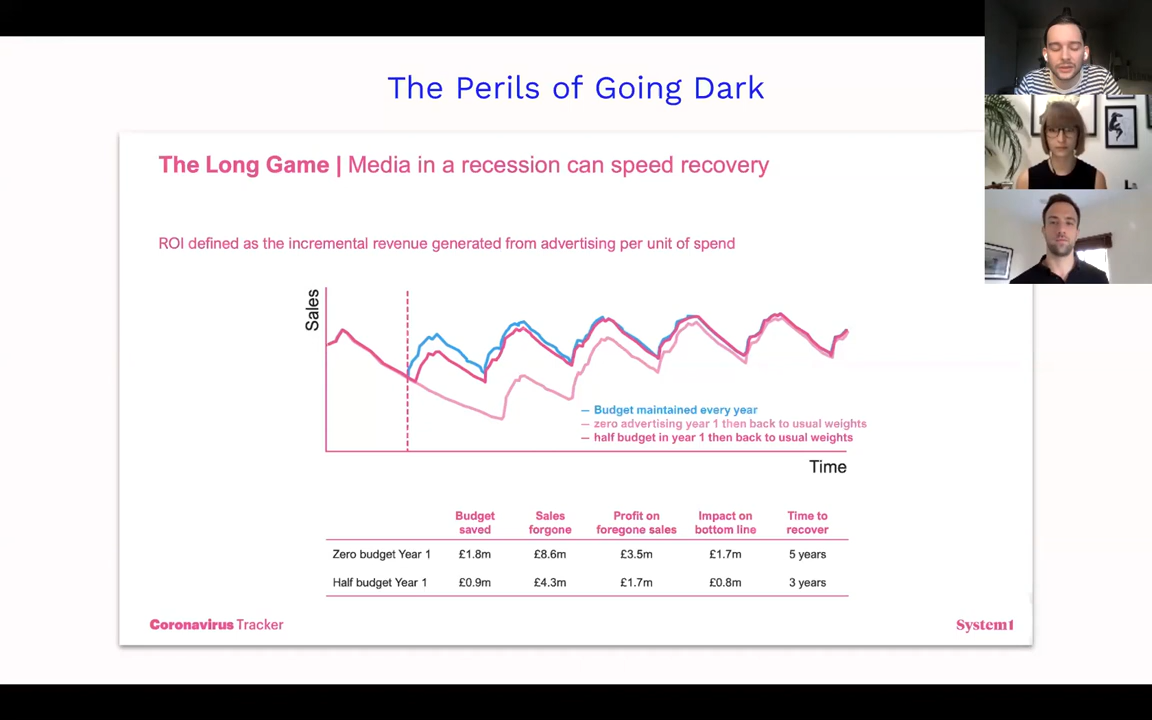 The Perils of Going Dark
The Long Game | Media in a recession can speed recovery
ROI defined as the incremental revenue generated from advertising per unit of spend
Sales
— Budget maintained every year
— zero advertising year 1 then back to usual weights
— half budget in year 1 then back to usual weights
Time
Budget saved Sales forgone Profit on foregone sales Impact on bottom line Time to recover
Zero budget Year 1 £1.8m £8.6m £3.5m £1.7m 5 years
Half budget Year 1 £0.9m £4.3m £1.7m £0.8m 3 years
Coronavirus Tracker
System1